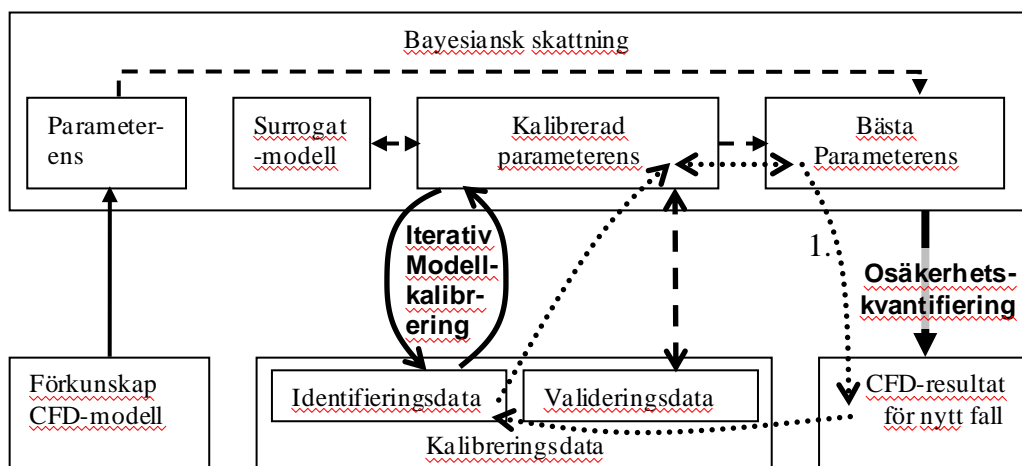 Bayesiansk skattning
Parameter-
ens
Surrogat
-modell
Kalibrerad
parameterens
Bästa
Parameterens
Iterativ
Modell-
kalibr-
ering
1.
Osäkerhets-
kvantifiering
Förkunskap
CFD-modell
Identifieringsdata
Valideringsdata
Kalibreringsdata
CFD-resultat
för nytt fall